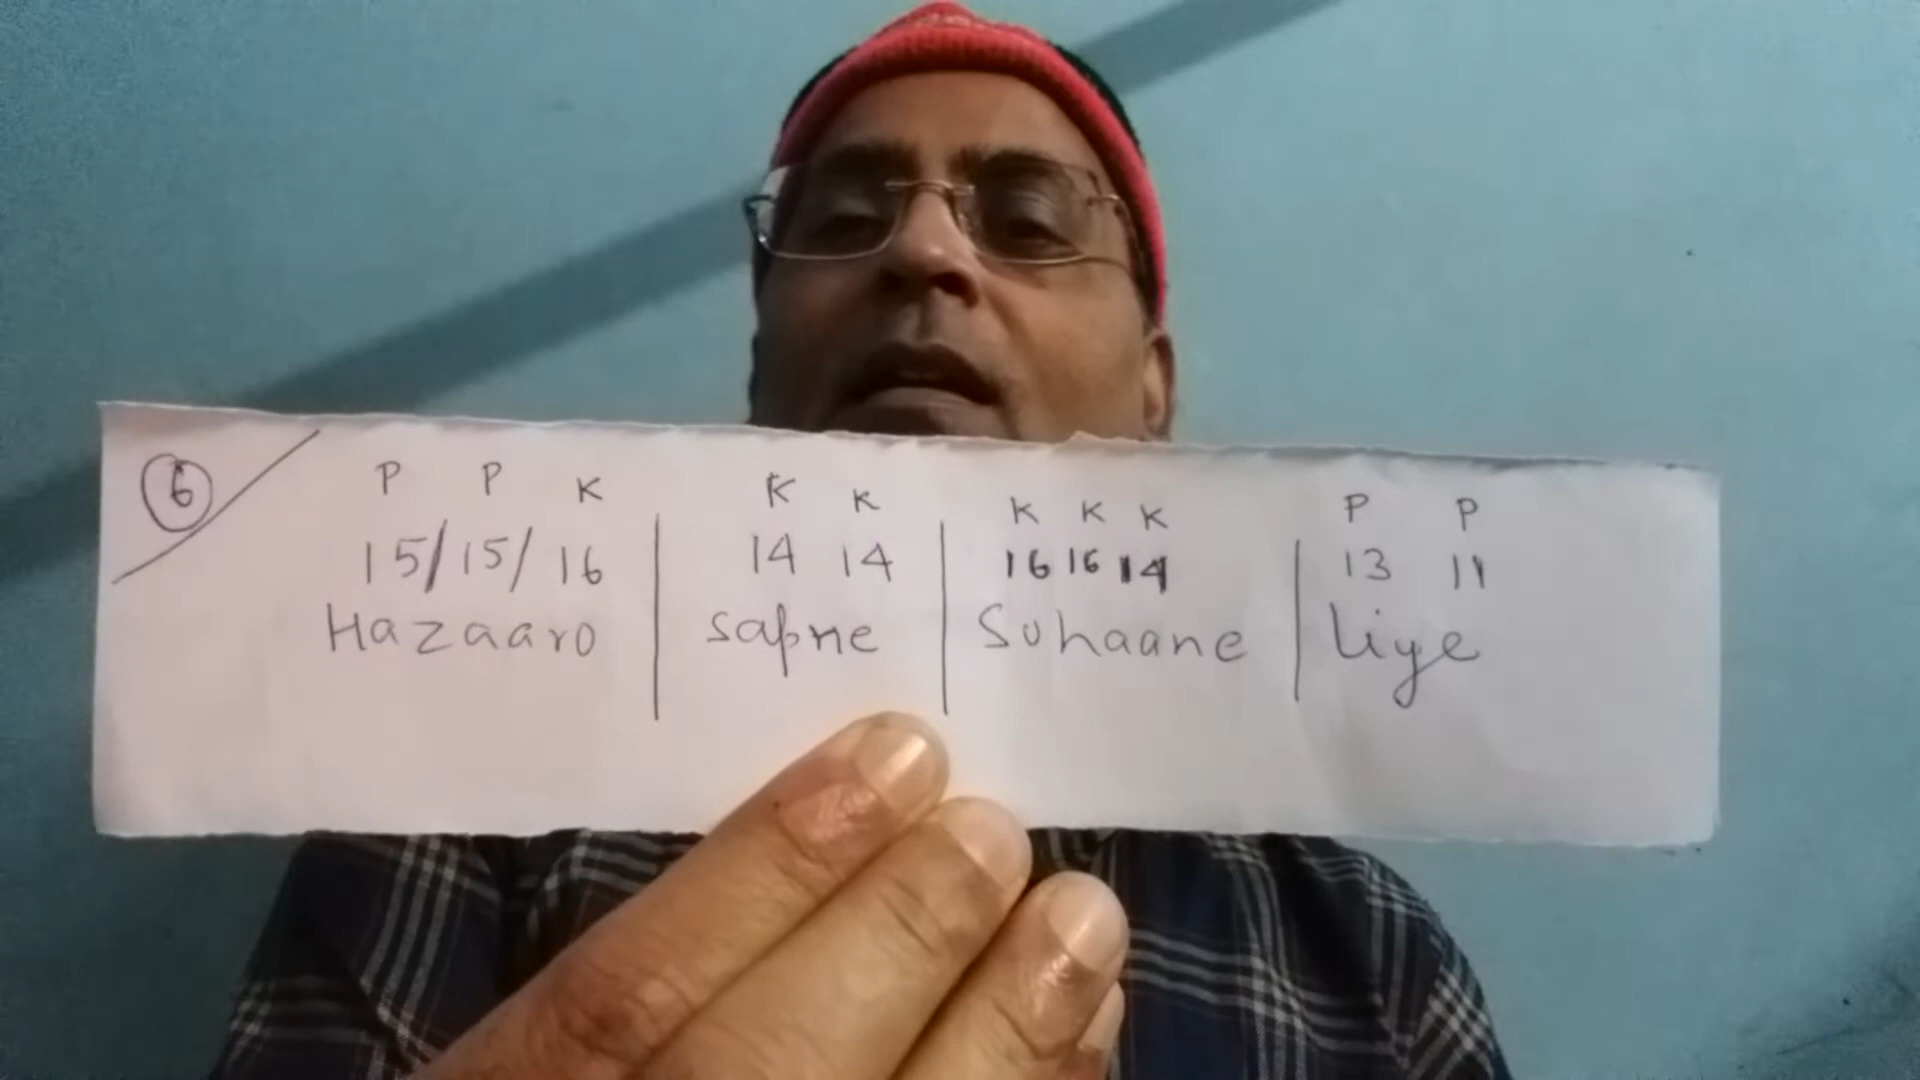 6
P P K K K K K K P P
15/15/16 | 14 14 | 16 16 14 | 13 11
Hazaaro | sapne | Suhaane | liye